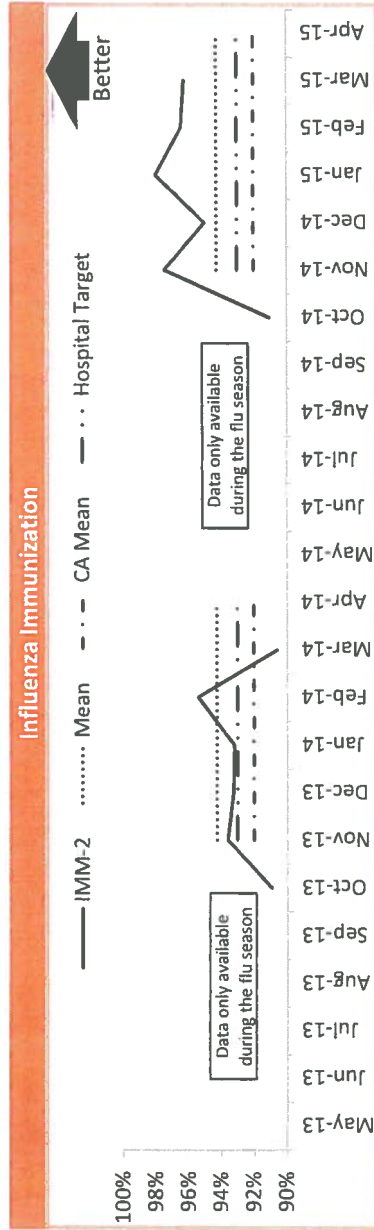 Influenza Immunization
IMM-2
Mean
CA Mean
Hospital Target
Better
100%
98%
96%
94%
92%
90%
Data only available
during the flu season
Data only available
during the flu season
May-13
Jun-13
Jul-13
Aug-13
Sep-13
Oct-13
Nov-13
Dec-13
Jan-14
Feb-14
Mar-14
Apr-14
May-14
Jun-14
Jul-14
Aug-14
Sep-14
Oct-14
Nov-14
Dec-14
Jan-15
Feb-15
Mar-15
Apr-15